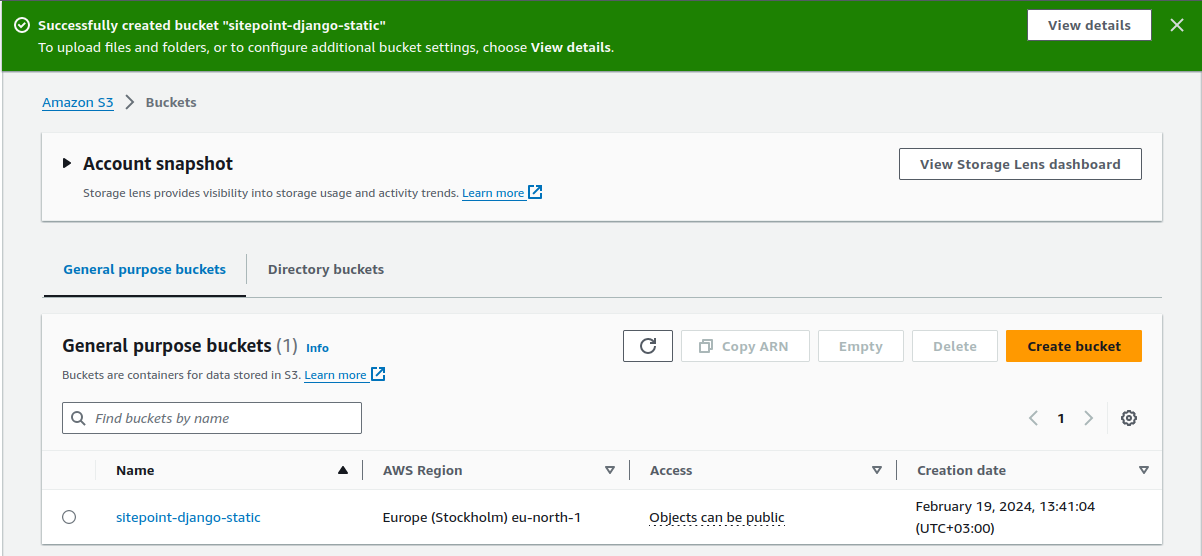 Successfully created bucket "sitepoint-django-static"
View details
To upload files and folders, or to configure additional bucket settings, choose View details.
Amazon S3 Buckets
Account snapshot
View Storage Lens dashboard
Storage lens provides visibility into storage usage and activity trends. Learn more
General purpose buckets Directory buckets
General purpose buckets (1) Info
Copy ARN Empty Delete Create bucket
Buckets are containers for data stored in S3. Learn more
Find buckets by name
1
Name AWS Region Access Creation date
sitepoint-django-static Europe (Stockholm) eu-north-1 Objects can be public February 19, 2024, 13:41:04
(UTC+03:00)